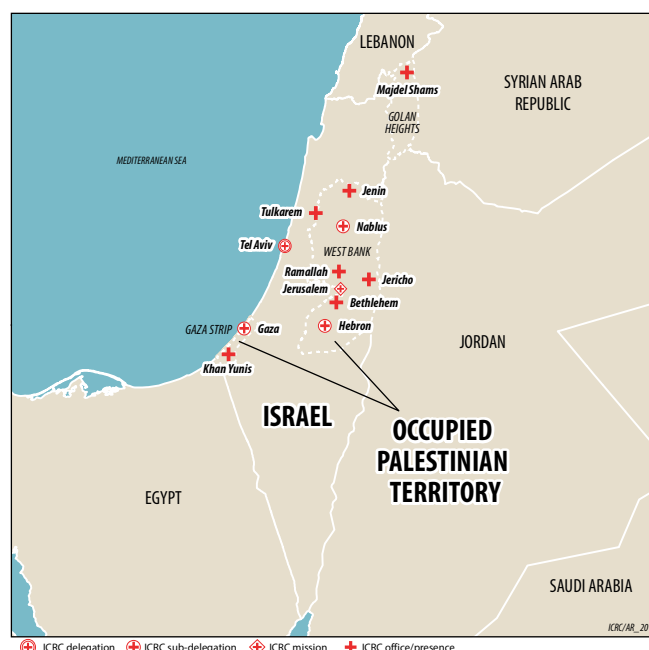 LEBANON
Majdel Shams
SYRIAN ARAB
REPUBLIC
GOLAN
HEIGHTS
MEDITERRANEAN SEA
Jenin
Tulkarem
Nablus
Tel Aviv
WEST BANK
Ramallah
Jericho
Jerusalem
Bethlehem
GAZA STRIP
Gaza
Hebron
JORDAN
Khan Yunis
ISRAEL
OCCUPIED
PALESTINIAN
TERRITORY
EGYPT
SAUDI ARABIA
ICRC/AR_20
ICRC delegation ICRC sub-delegation ICRC mission ICRC office/presence